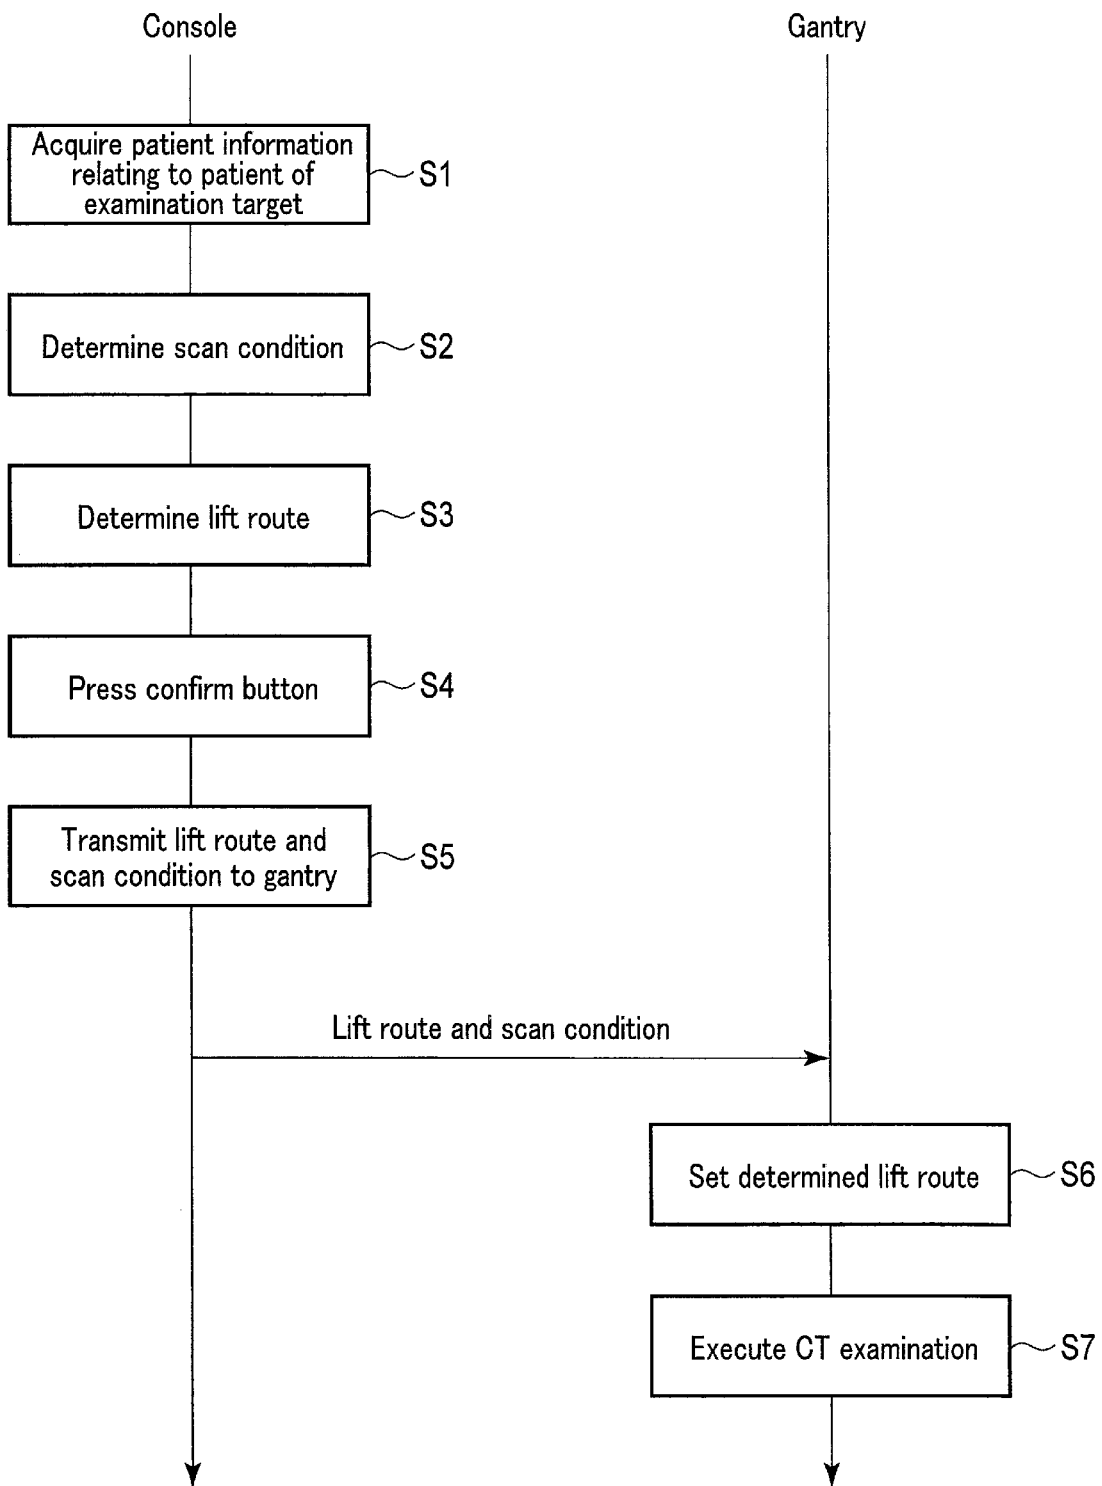 Console
Gantry
Acquire patient information
relating to patient of
examination target
S1
Determine scan condition
S2
Determine lift route
S3
Press confirm button
S4
Transmit lift route and
scan condition to gantry
S5
Lift route and scan condition
Set determined lift route
S6
Execute CT examination
S7